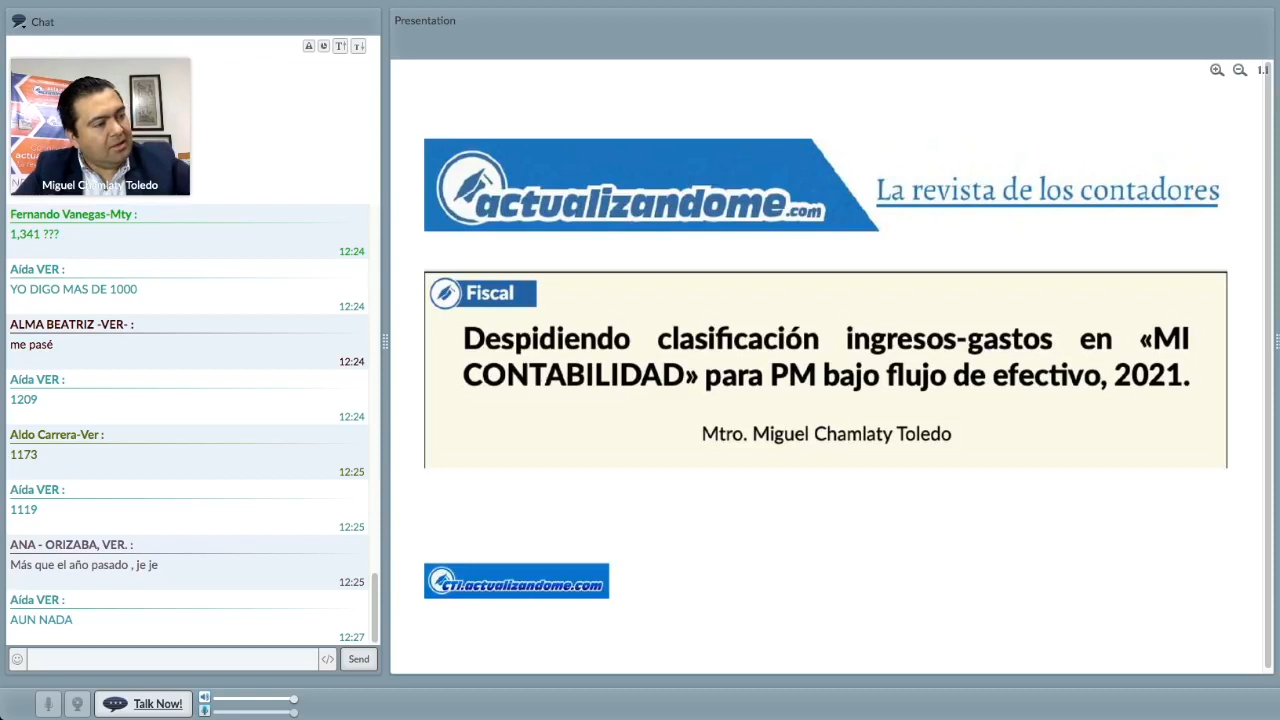 Chat
Miguel Chamlaty Toledo
Fernando Vanegas-Mty :
1,341 ???
12:24
Aída VER :
YO DIGO MAS DE 1000
12:24
ALMA BEATRIZ -VER- :
me pasé
12:24
Aída VER :
1209
12:24
Aldo Carrera-Ver :
1173
12:25
Aída VER :
1119
12:25
ANA - ORIZABA, VER. :
Más que el año pasado , je je
12:25
Aída VER :
AUN NADA
12:27
Send
Talk Now!
Presentation
actualizandome.com
La revista de los contadores
Fiscal
Despidiendo clasificación ingresos-gastos en «MI
CONTABILIDAD» para PM bajo flujo de efectivo, 2021.
Mtro. Miguel Chamlaty Toledo
CTI.actualizandome.com